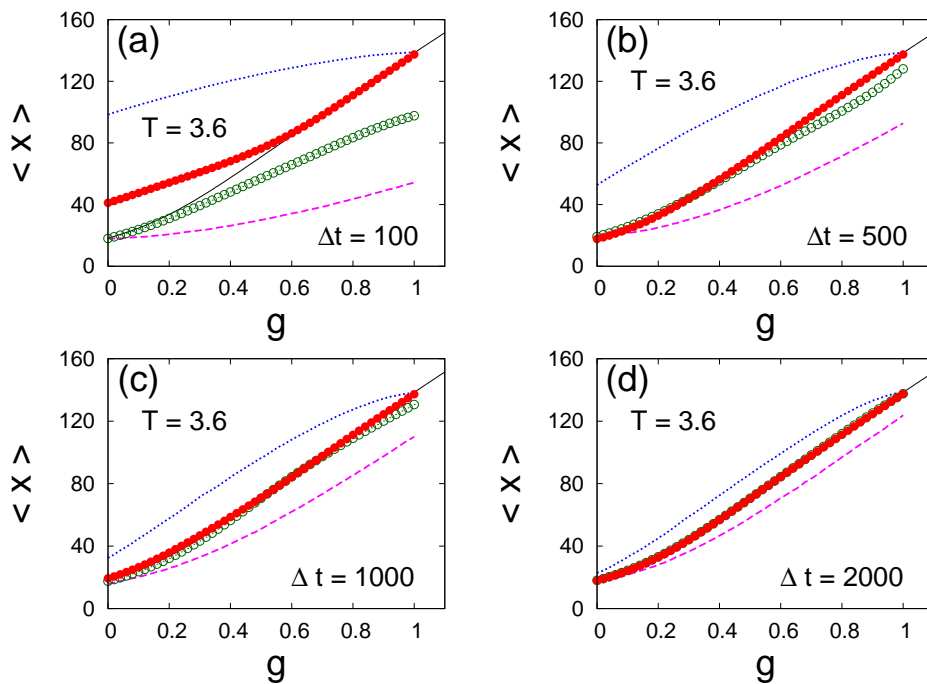 (a)
T = 3.6
Δt = 100
< x >
160
120
80
40
0
0 0.2 0.4 0.6 0.8 1
g
(b)
T = 3.6
Δt = 500
< x >
160
120
80
40
0
0 0.2 0.4 0.6 0.8 1
g
(c)
T = 3.6
Δ t = 1000
< x >
160
120
80
40
0
0 0.2 0.4 0.6 0.8 1
g
(d)
T = 3.6
Δ t = 2000
< x >
160
120
80
40
0
0 0.2 0.4 0.6 0.8 1
g